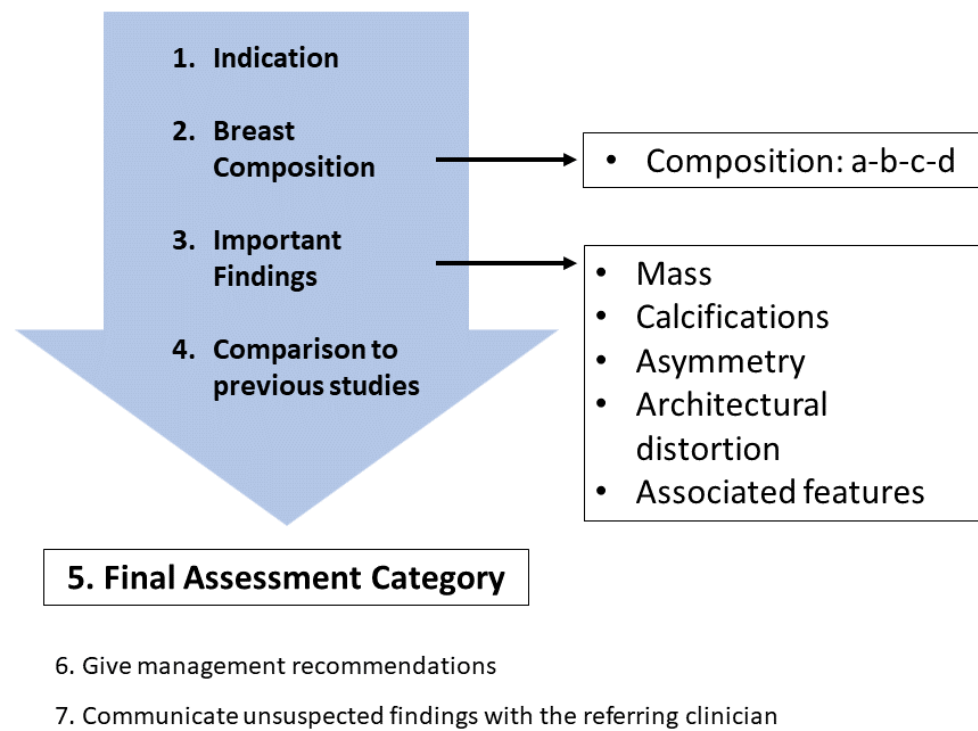 1. Indication
2. Breast
Composition
• Composition: a-b-c-d
3. Important
Findings
• Mass
• Calcifications
• Asymmetry
• Architectural
distortion
• Associated features
4. Comparison to
previous studies
5. Final Assessment Category
6. Give management recommendations
7. Communicate unsuspected findings with the referring clinician